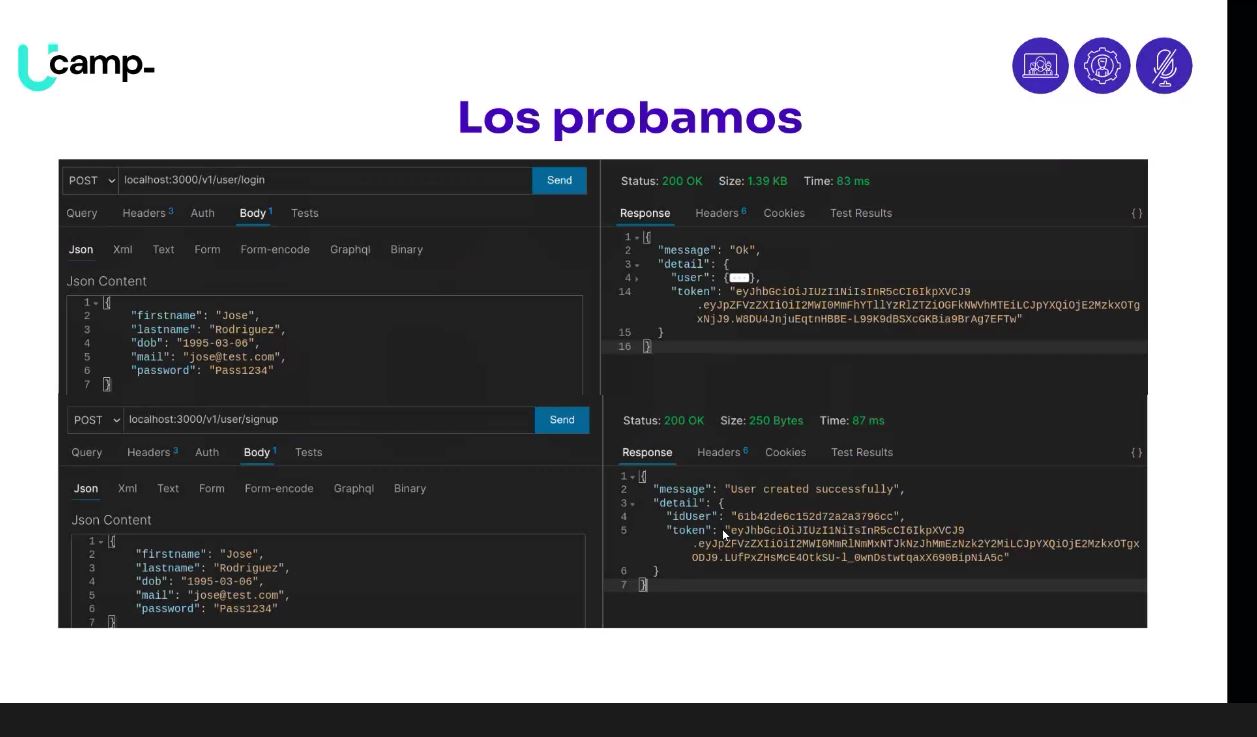 Ucamp.
Los probamos
POST localhost:3000/v1/user/login Send
Query Headers 3 Auth Body 1 Tests
Json Xml Text Form Form-encode Graphql Binary
Json Content
1 {
2 "firstname": "Jose",
3 "lastname": "Rodriguez",
4 "dob": "1995-03-06",
5 "mail": "jose@test.com",
6 "password": "Pass1234"
7 }
Status: 200 OK Size: 1.39 KB Time: 83 ms
Response Headers 6 Cookies Test Results { }
1 {
2 "message": "Ok",
3 "detail": {
4 "user": {...},
14 "token": "eyJhbGciOiJIUzI1NiIsInR5cCI6IkpXVCJ9
.eyJpZFVzZXIiOiI2MWI0MmFhYTllYzRlZTZiOGFkNWVhMTEiLCJpYXQiOjE2MzkxOTg
xNjJ9.W8DU4JnjuEqtnHBBE-L99K9dBSXcGKBia9BrAg7EFTw"
15 }
16 }
POST localhost:3000/v1/user/signup Send
Query Headers 3 Auth Body 1 Tests
Json Xml Text Form Form-encode Graphql Binary
Json Content
1 {
2 "firstname": "Jose",
3 "lastname": "Rodriguez",
4 "dob": "1995-03-06",
5 "mail": "jose@test.com",
6 "password": "Pass1234"
7 }
Status: 200 OK Size: 250 Bytes Time: 87 ms
Response Headers 6 Cookies Test Results { }
1 {
2 "message": "User created successfully",
3 "detail": {
4 "idUser": "61b42de6c152d72a2a3796cc",
5 "token": "eyJhbGciOiJIUzI1NiIsInR5cCI6IkpXVCJ9
.eyJpZFVzZXIiOiI2MWI0MmRlNmMxNTJkNzJhMmEzNzk2Y2MiLCJpYXQiOjE2MzkxOTgx
ODJ9.LUfPxZHsMcE4OtkSU-l_0wnDstwtqaxX690BipNiA5c"
6 }
7 }